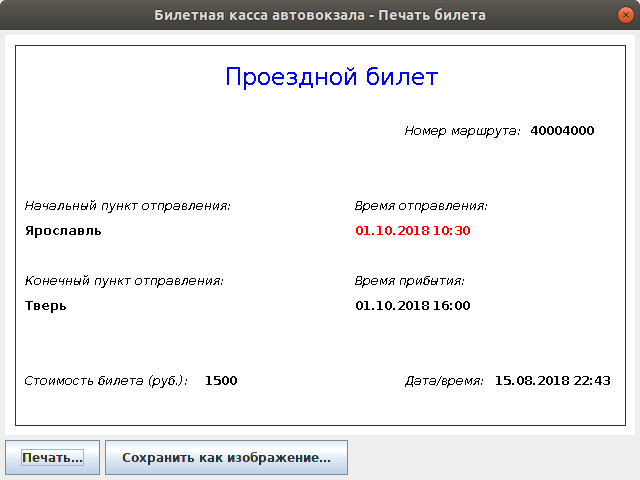 Билетная касса автовокзала - Печать билета
Проездной билет
Номер маршрута: 40004000
Начальный пункт отправления: Время отправления:
Ярославль 01.10.2018 10:30
Конечный пункт отправления: Время прибытия:
Тверь 01.10.2018 16:00
Стоимость билета (руб.): 1500 Дата/время: 15.08.2018 22:43
Печать... Сохранить как изображение...